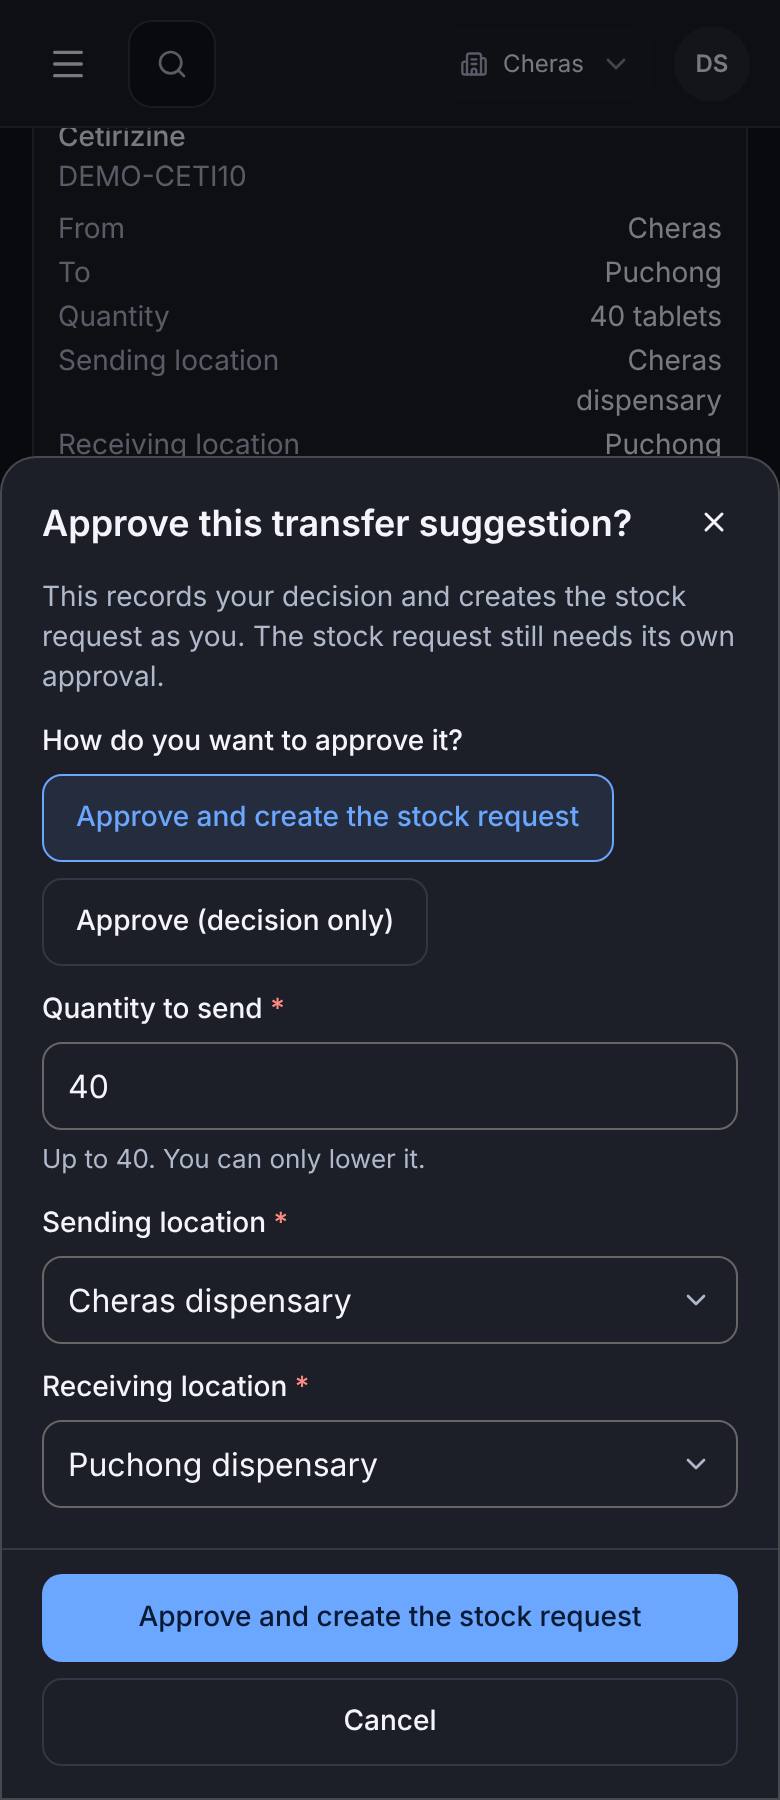 Cheras
DS
Cetirizine
DEMO-CETI10
From
Cheras
To
Puchong
Quantity
40 tablets
Sending location
Cheras
dispensary
Receiving location
Puchong
Approve this transfer suggestion?
This records your decision and creates the stock
request as you. The stock request still needs its own
approval.
How do you want to approve it?
Approve and create the stock request
Approve (decision only)
Quantity to send *
40
Up to 40. You can only lower it.
Sending location *
Cheras dispensary
Receiving location *
Puchong dispensary
Approve and create the stock request
Cancel